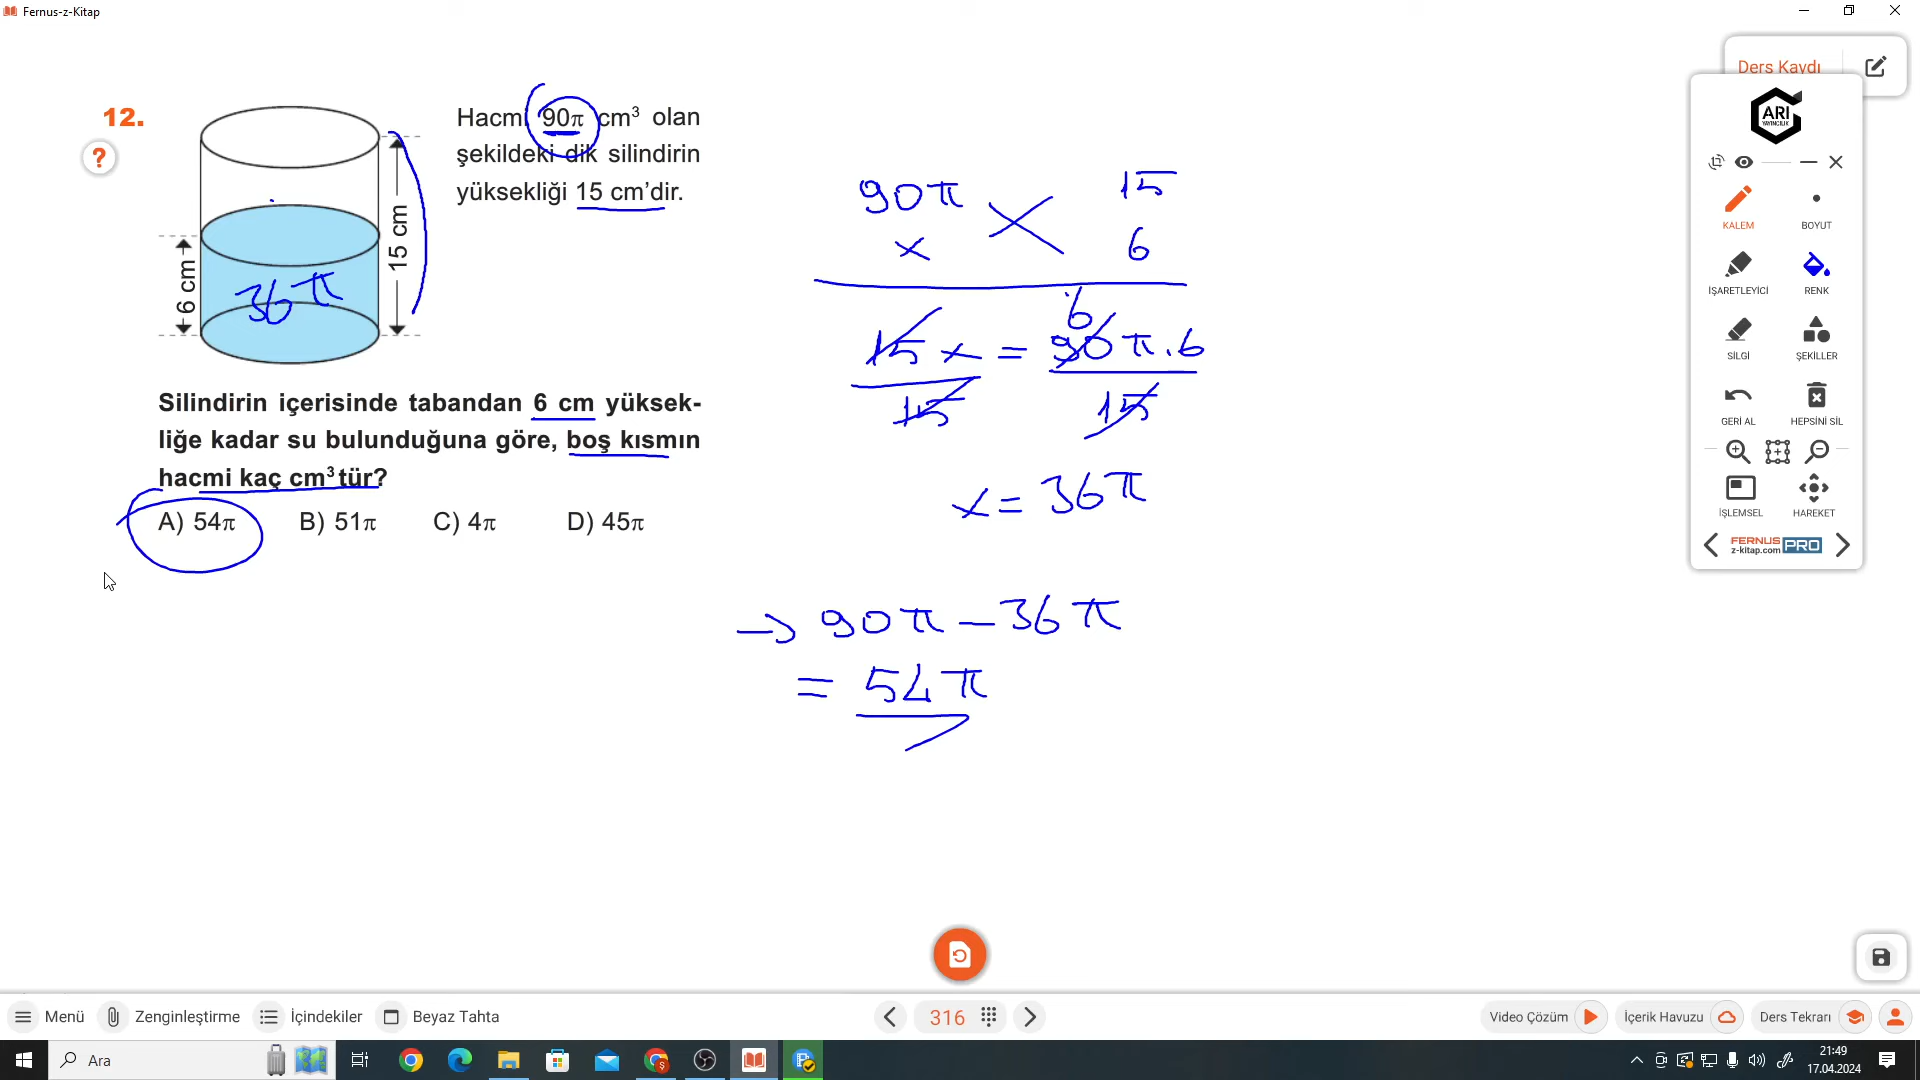 Fernus-z-Kitap
Ders Kaydı
ARI
YAYINCILIK
12.
?
Hacmi 90π cm³ olan
şekildeki dik silindirin
yüksekliği 15 cm'dir.
6 cm
15 cm
36π
Silindirin içerisinde tabandan 6 cm yüksek-
liğe kadar su bulunduğuna göre, boş kısmın
hacmi kaç cm³ tür?
A) 54π B) 51π C) 4π D) 45π
90π 15
x 6
15x = 90π.6
6
15 15
x = 36π
→ 90π - 36π
= 54π
KALEM BOYUT
İŞARETLEYİCİ RENK
SİLGİ ŞEKİLLER
GERİ AL HEPSİNİ SİL
İŞLEMSEL HAREKET
FERNUS
z-kitap.com PRO
Menü Zenginleştirme İçindekiler Beyaz Tahta 316 Video Çözüm İçerik Havuzu Ders Tekrarı
Ara
21:49
17.04.2024